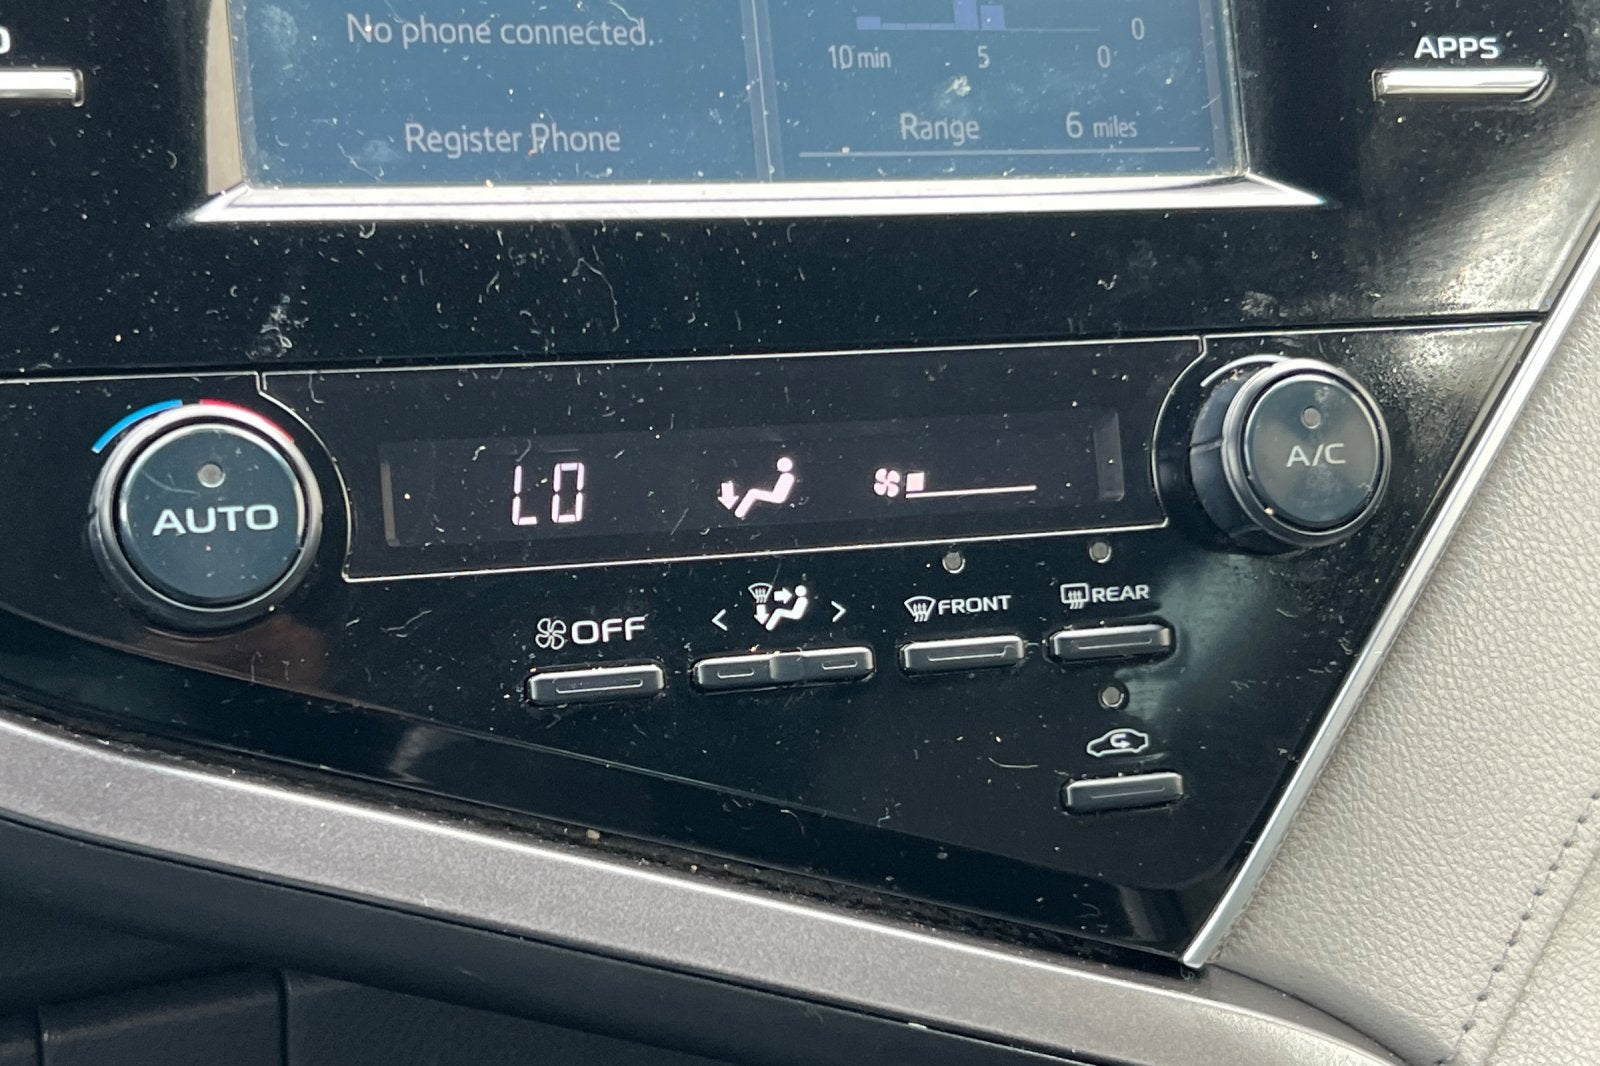 No phone connected.
0
10 min 5 0
APPS
Register Phone
Range 6 miles
AUTO
LO
A/C
OFF
< >
FRONT
REAR